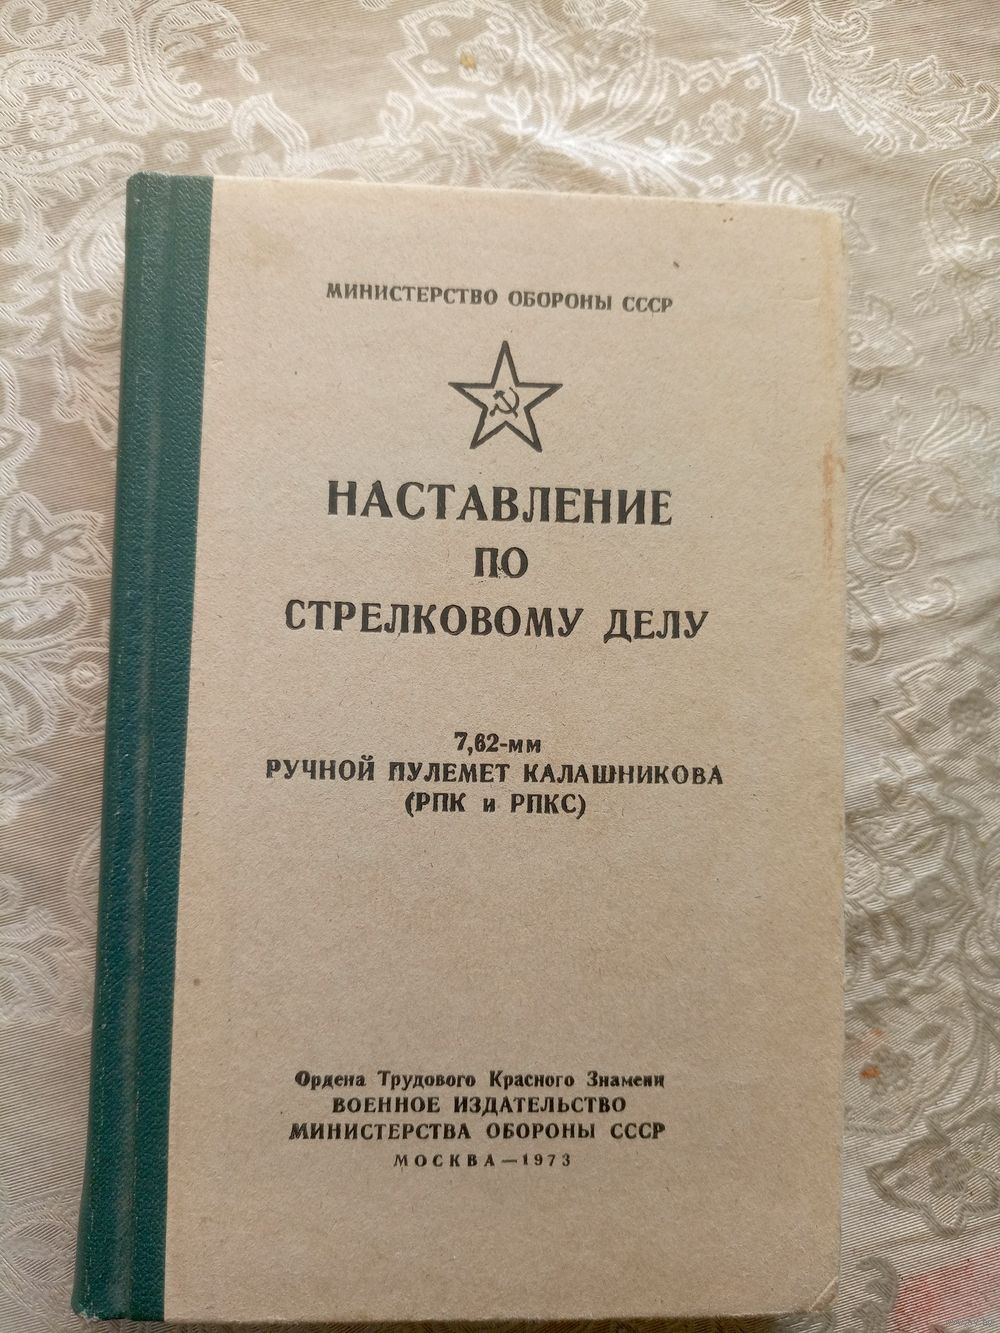 МИНИСТЕРСТВО ОБОРОНЫ СССР
НАСТАВЛЕНИЕ
ПО
СТРЕЛКОВОМУ ДЕЛУ
7,62-мм
РУЧНОЙ ПУЛЕМЕТ КАЛАШНИКОВА
(РПК и РПКС)
Ордена Трудового Красного Знамени
ВОЕННОЕ ИЗДАТЕЛЬСТВО
МИНИСТЕРСТВА ОБОРОНЫ СССР
МОСКВА—1973